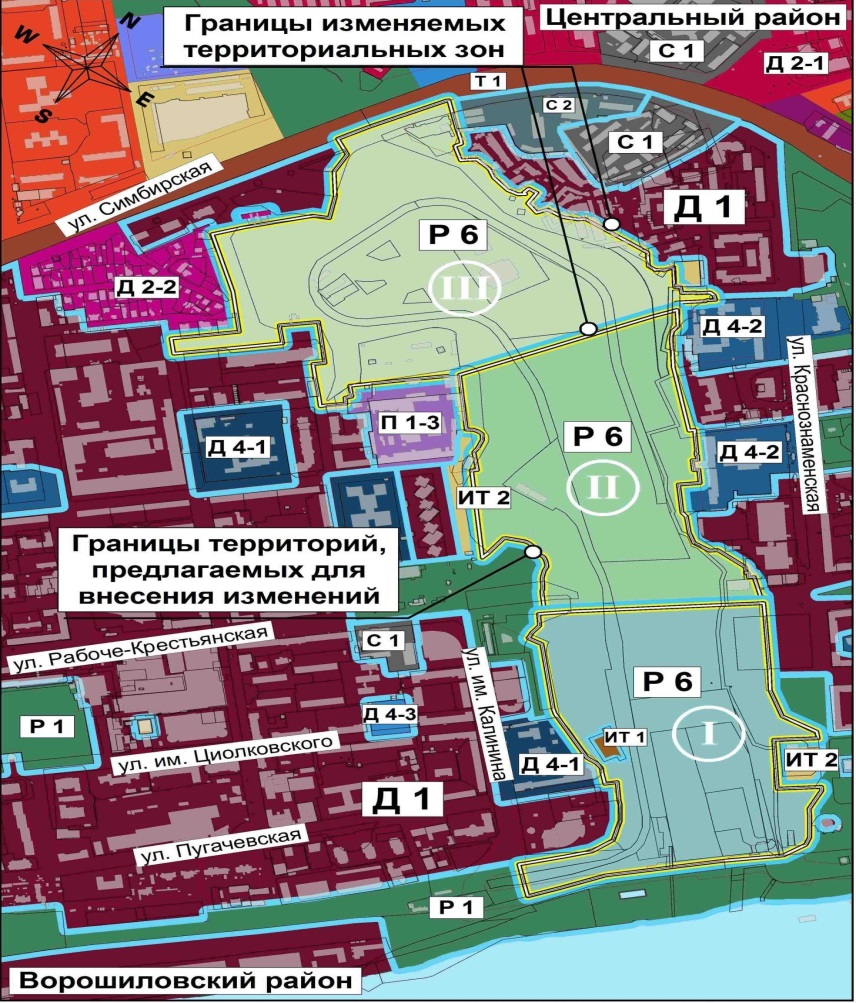 Границы изменяемых
территориальных зон
Центральный район
W
N
S
E
С 1
Д 2-1
Т 1
С 2
С 1
ул. Симбирская
Д 1
Р 6
III
Д 2-2
Д 4-2
ул. Краснознаменская
П 1-3
Р 6
Д 4-1
Д 4-2
II
ИТ 2
Границы территорий,
предлагаемых для
внесения изменений
ул. Рабоче-Крестьянская
С 1
ул. им. Калинина
Р 6
Р 1
Д 4-3
I
ИТ 1
ул. им. Циолковского
Д 4-1
ИТ 2
Д 1
ул. Пугачевская
Р 1
Ворошиловский район